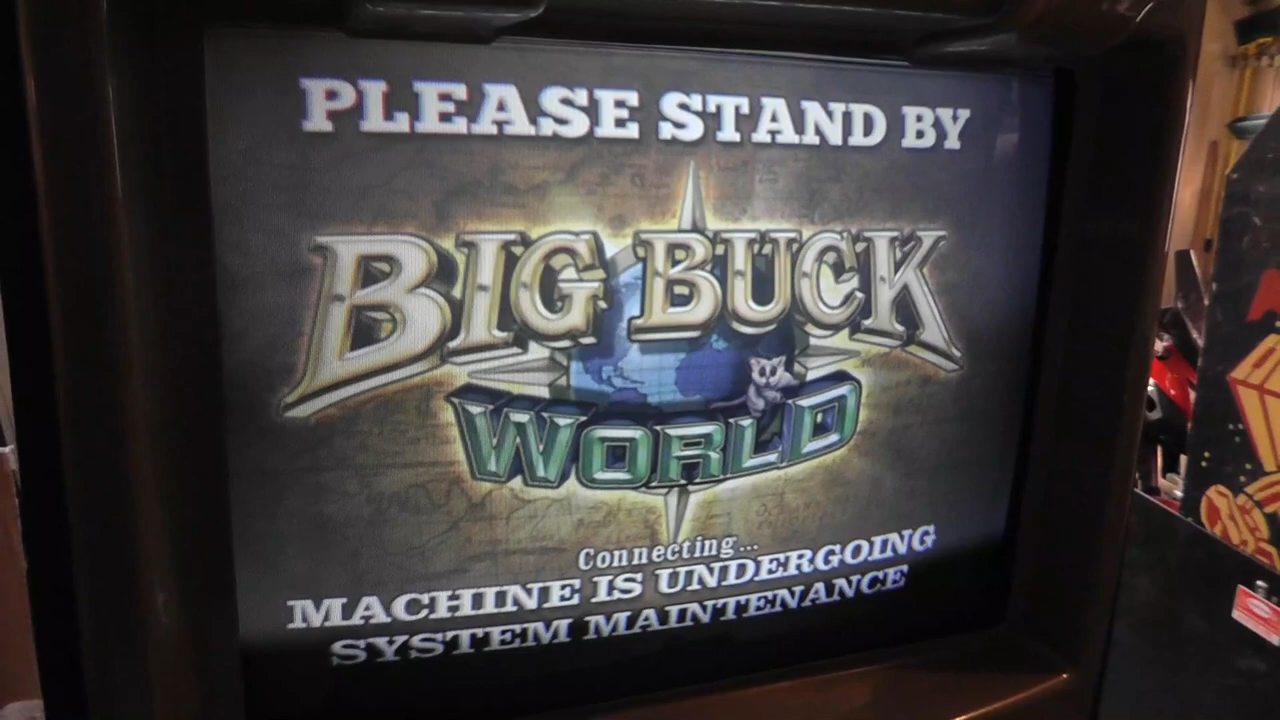 PLEASE STAND BY
BIG BUCK
WORLD
Connecting...
MACHINE IS UNDERGOING
SYSTEM MAINTENANCE